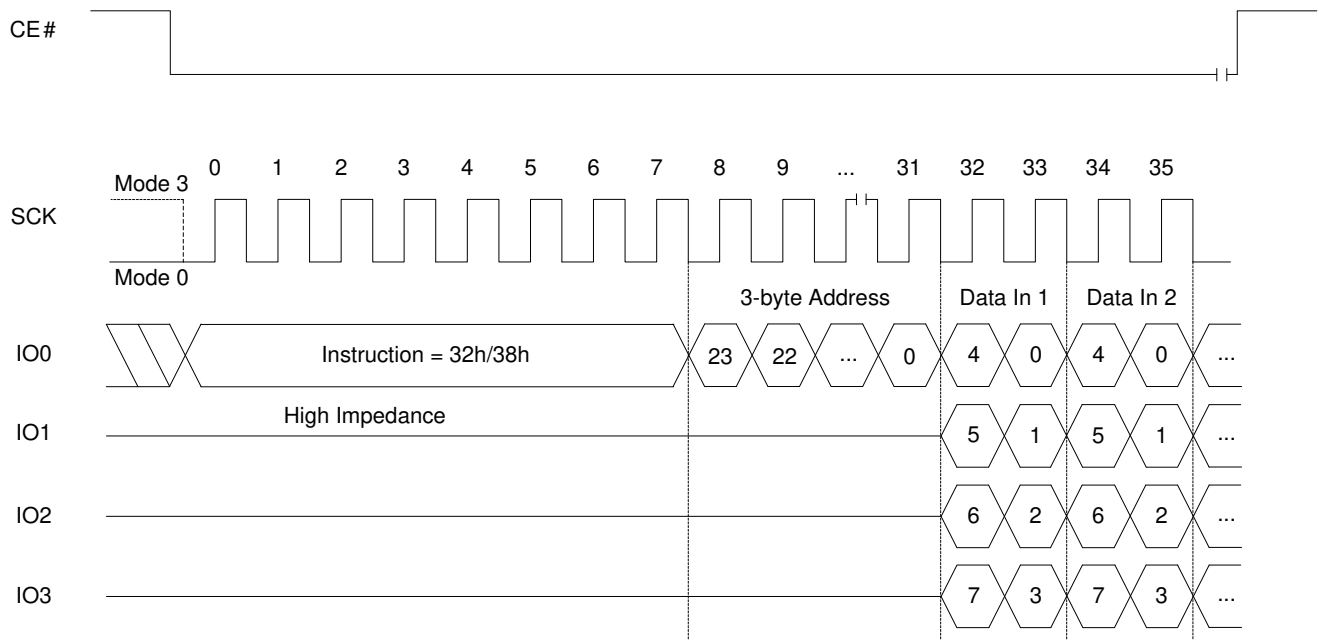 CE#
0 1 2 3 4 5 6 7 8 9 ... 31 32 33 34 35
Mode 3
SCK
Mode 0
3-byte Address Data In 1 Data In 2
IO0 Instruction = 32h/38h 23 22 ... 0 4 0 4 0 ...
High Impedance
IO1 5 1 5 1 ...
IO2 6 2 6 2 ...
IO3 7 3 7 3 ...